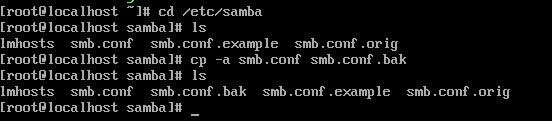 [root@localhost ~]# cd /etc/samba
[root@localhost samba]# ls
lmhosts  smb.conf  smb.conf.example  smb.conf.orig
[root@localhost samba]# cp -a smb.conf smb.conf.bak
[root@localhost samba]# ls
lmhosts  smb.conf  smb.conf.bak  smb.conf.example  smb.conf.orig
[root@localhost samba]# _